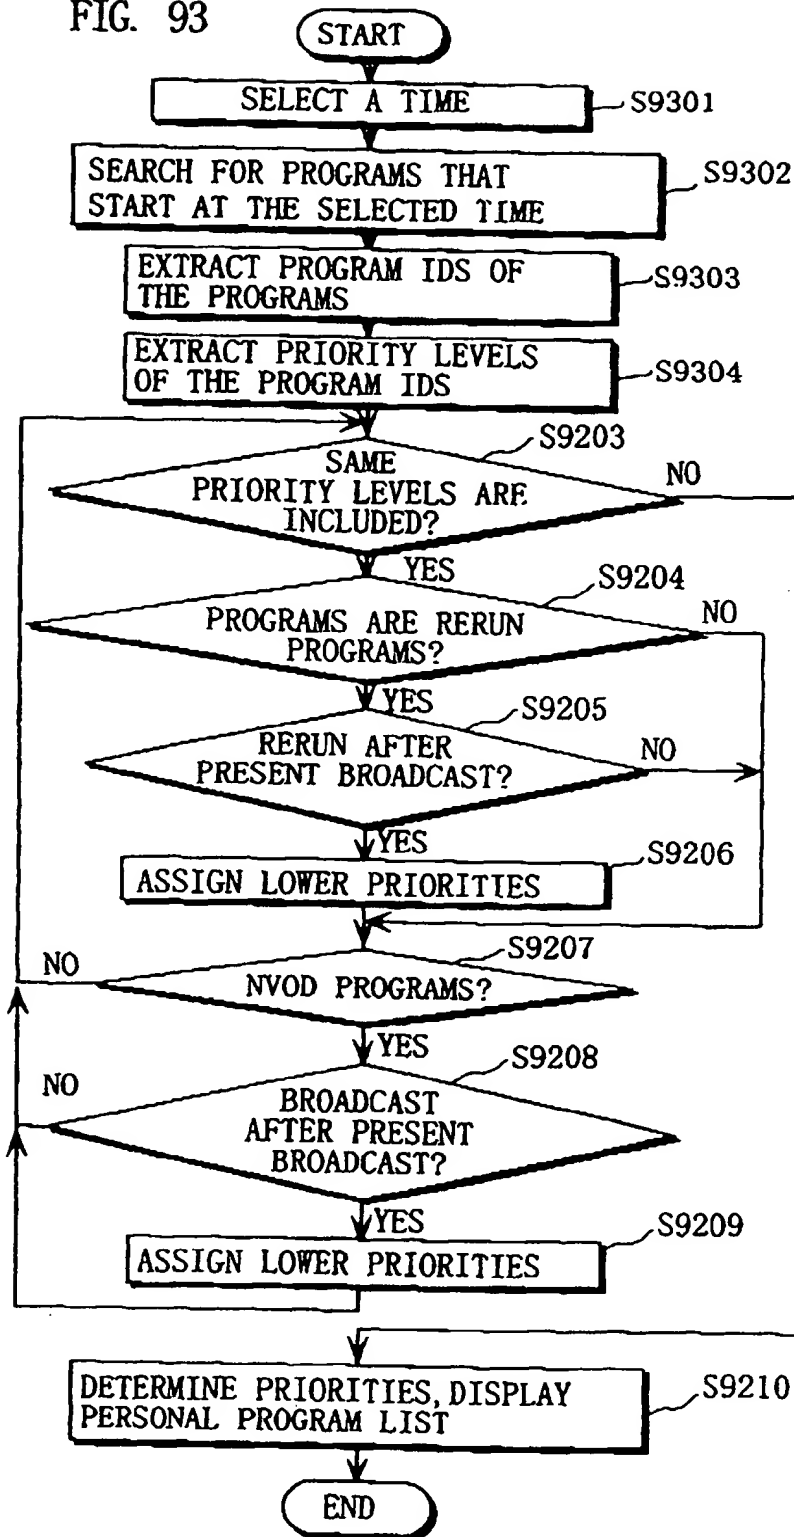 FIG. 93
START
SELECT A TIME
S9301
SEARCH FOR PROGRAMS THAT
START AT THE SELECTED TIME
S9302
EXTRACT PROGRAM IDS OF
THE PROGRAMS
S9303
EXTRACT PRIORITY LEVELS
OF THE PROGRAM IDS
S9304
S9203
SAME
PRIORITY LEVELS ARE
INCLUDED?
NO
YES
S9204
PROGRAMS ARE RERUN
PROGRAMS?
NO
YES
S9205
RERUN AFTER
PRESENT BROADCAST?
NO
YES
S9206
ASSIGN LOWER PRIORITIES
S9207
NO
NVOD PROGRAMS?
YES
S9208
NO
BROADCAST
AFTER PRESENT
BROADCAST?
YES
S9209
ASSIGN LOWER PRIORITIES
DETERMINE PRIORITIES, DISPLAY
PERSONAL PROGRAM LIST
S9210
END